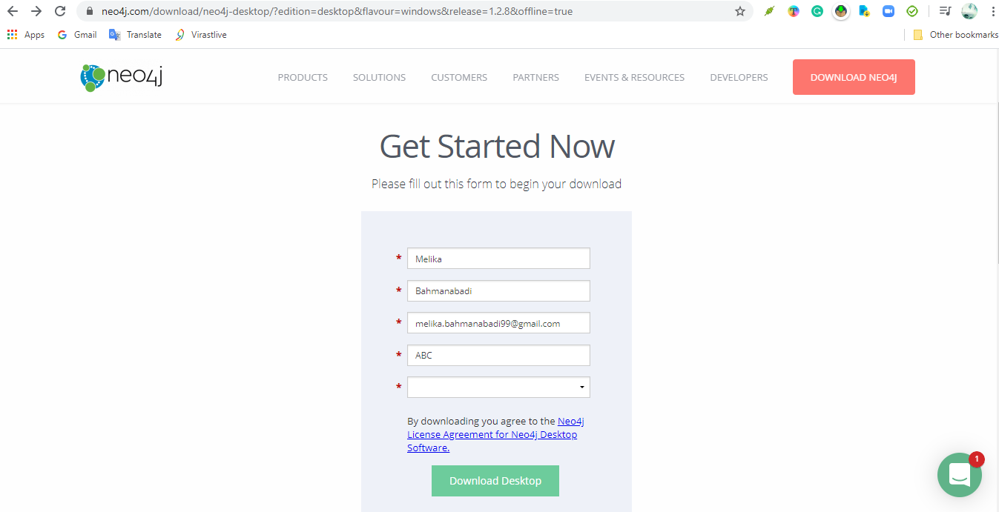 neo4j.com/download/neo4j-desktop/?edition=desktop&flavour=windows&release=1.2.8&offline=true
Apps Gmail Translate Virastlive Other bookmarks
neo4j PRODUCTS SOLUTIONS CUSTOMERS PARTNERS EVENTS & RESOURCES DEVELOPERS DOWNLOAD NEO4J
Get Started Now
Please fill out this form to begin your download
* Melika
* Bahmanabadi
* melika.bahmanabadi99@gmail.com
* ABC
*
By downloading you agree to the Neo4j
License Agreement for Neo4j Desktop
Software.
1
Download Desktop